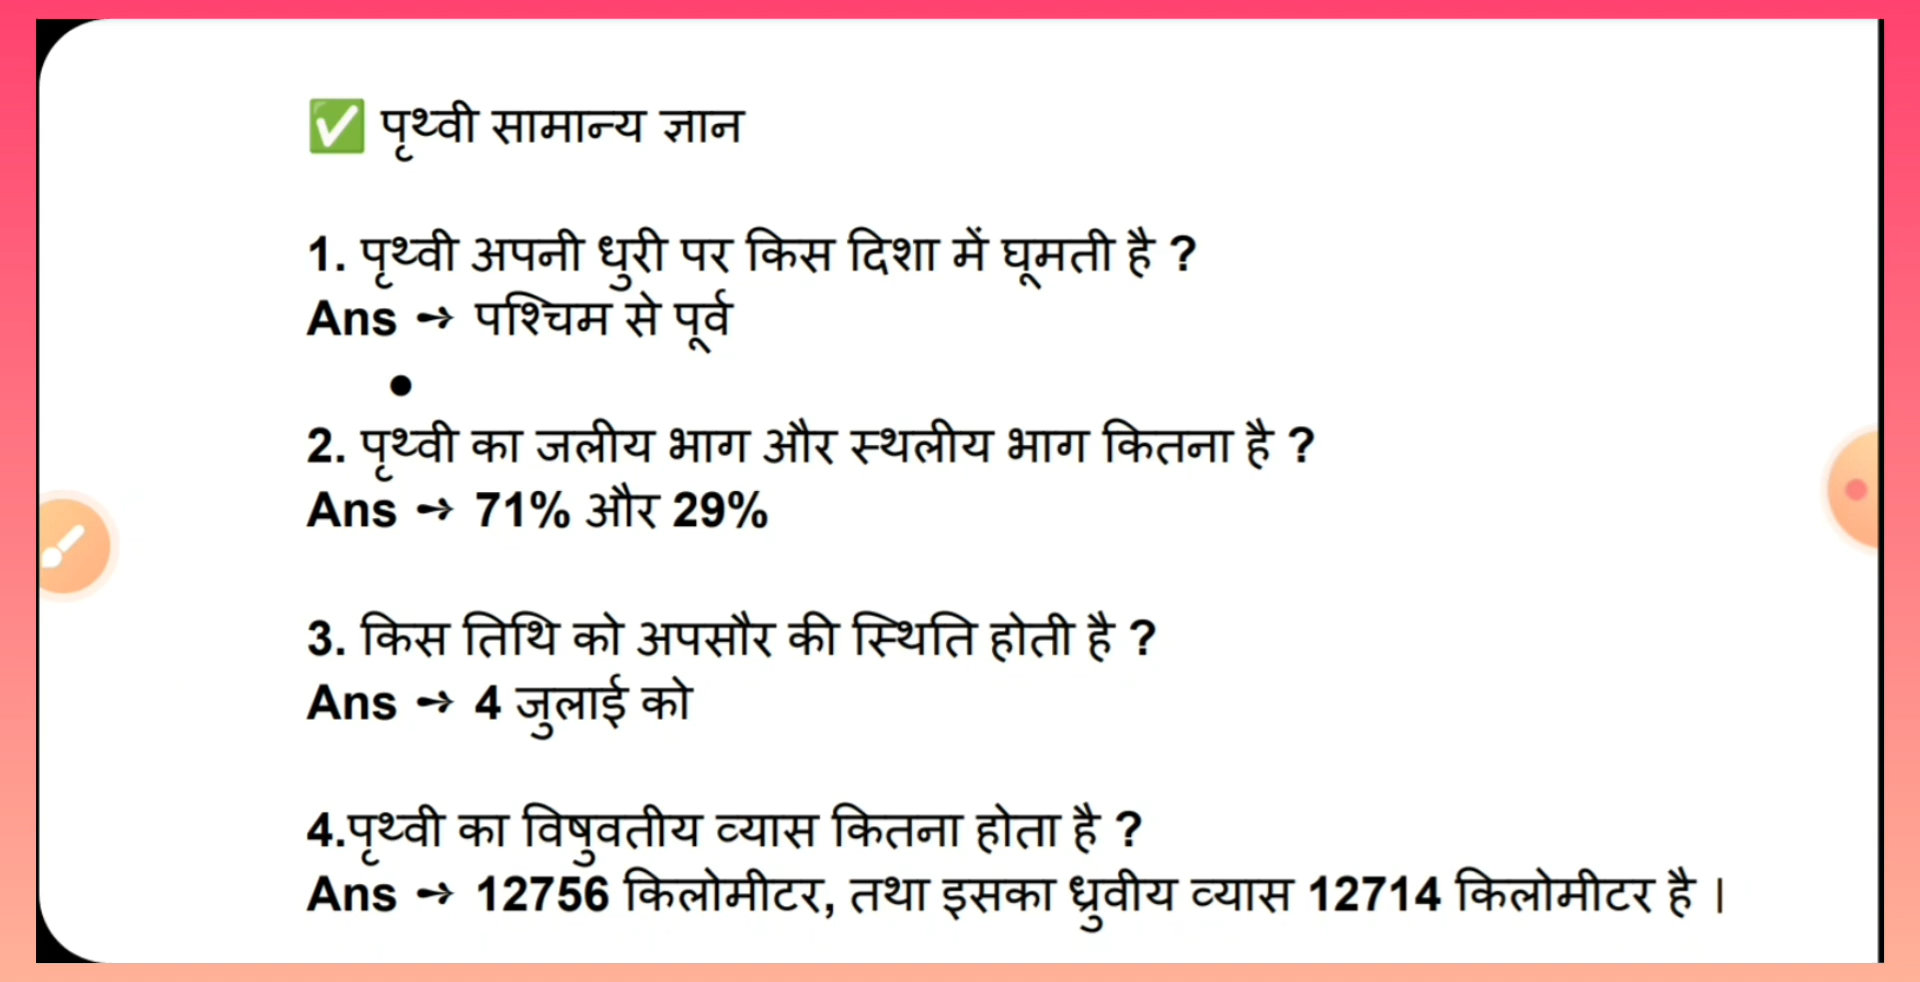 ✅ पृथ्वी सामान्य ज्ञान
1. पृथ्वी अपनी धुरी पर किस दिशा में घूमती है ?
Ans ➙ पश्चिम से पूर्व
●
2. पृथ्वी का जलीय भाग और स्थलीय भाग कितना है ?
Ans ➙ 71% और 29%
3. किस तिथि को अपसौर की स्थिति होती है ?
Ans ➙ 4 जुलाई को
4.पृथ्वी का विषुवतीय व्यास कितना होता है ?
Ans ➙ 12756 किलोमीटर, तथा इसका ध्रुवीय व्यास 12714 किलोमीटर है ।